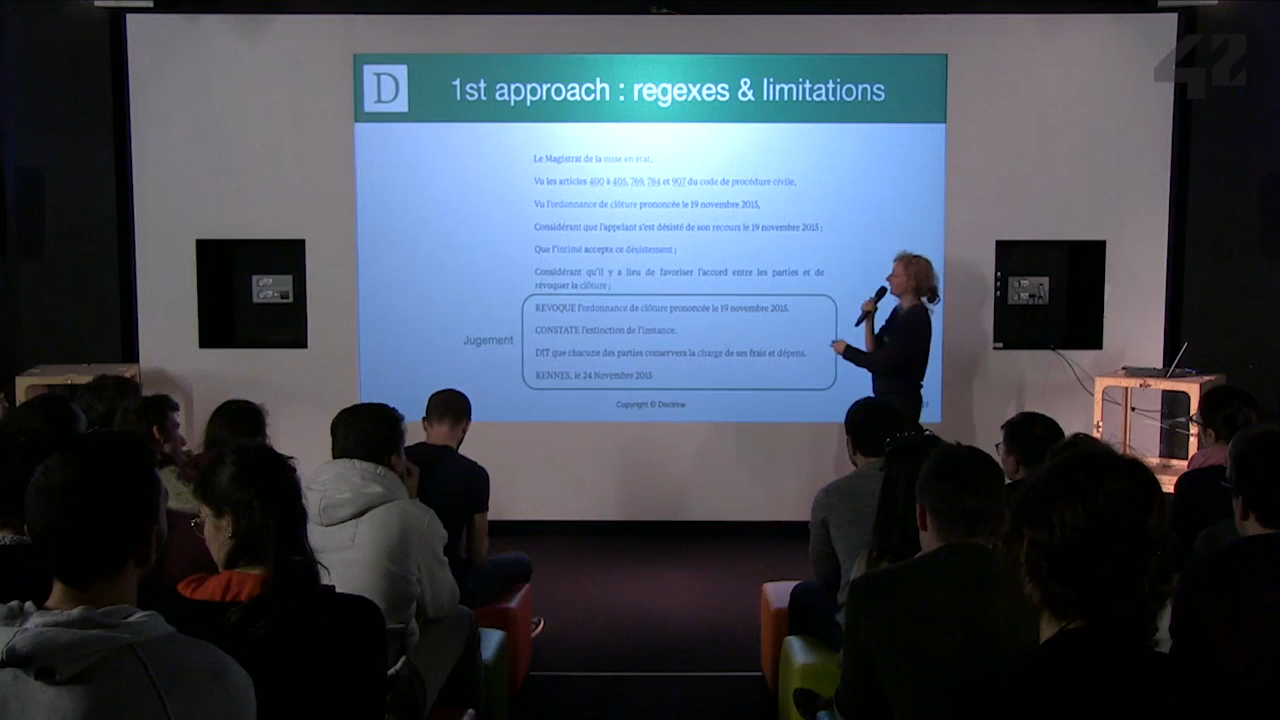 42
D
1st approach : regexes & limitations
Le Magistrat de la mise en état,
Vu les articles 400 à 405, 769, 784 et 907 du code de procédure civile,
Vu l'ordonnance de clôture prononcée le 19 novembre 2015,
Considérant que l'appelant s'est désisté de son recours le 19 novembre 2015 ;
Que l'intimé accepte ce désistement ;
Considérant qu'il y a lieu de favoriser l'accord entre les parties et de
révoquer la clôture ;
REVOQUE l'ordonnance de clôture prononcée le 19 novembre 2015.
CONSTATE l'extinction de l'instance.
Jugement
DIT que chacune des parties conservera la charge de ses frais et dépens.
RENNES, le 24 Novembre 2015
Copyright © Doctrine